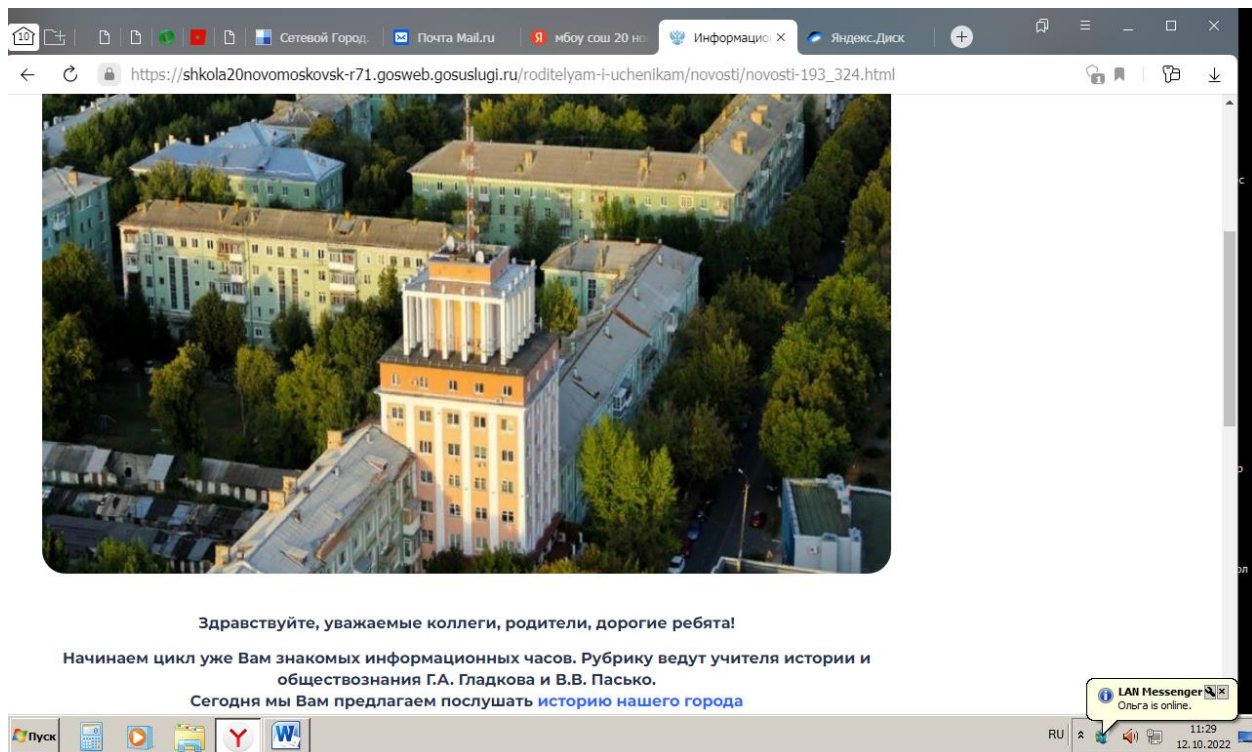 10
Сетевой Город.
Почта Mail.ru
мбоу сош 20 но
Информацио
Яндекс.Диск
https://shkola20novomoskovsk-r71.gosweb.gosuslugi.ru/roditelyam-i-uchenikam/novosti/novosti-193_324.html
Здравствуйте, уважаемые коллеги, родители, дорогие ребята!
Начинаем цикл уже Вам знакомых информационных часов. Рубрику ведут учителя истории и
обществознания Г.А. Гладкова и В.В. Пасько.
Сегодня мы Вам предлагаем послушать историю нашего города
LAN Messenger
Ольга is online.
Пуск
RU
11:29
12.10.2022